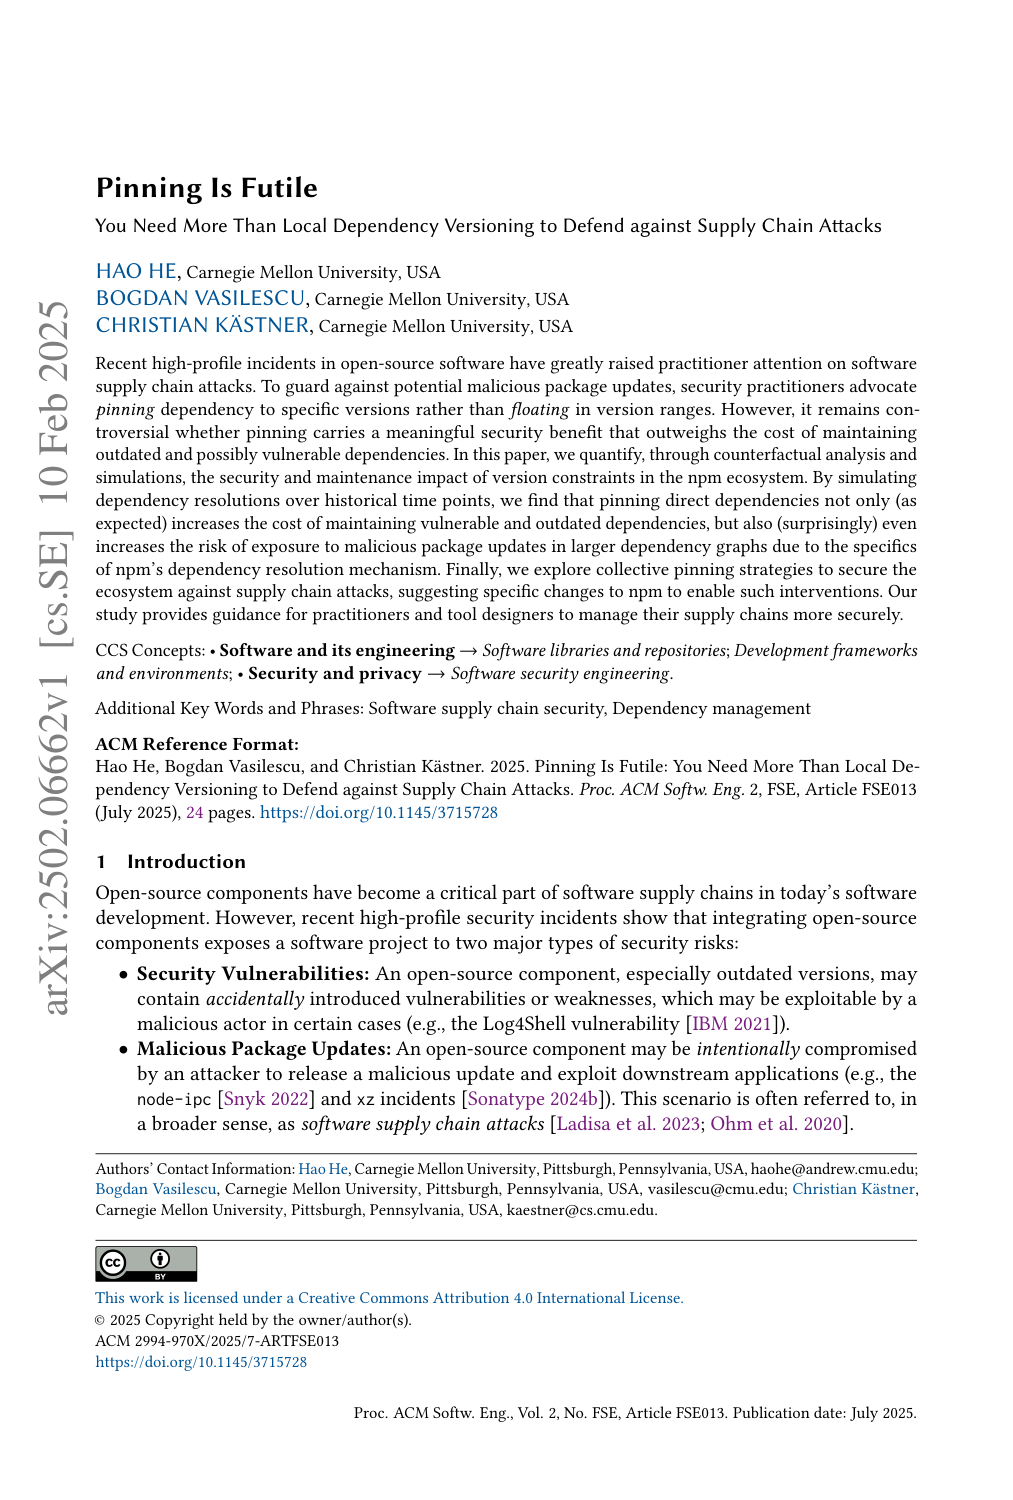 arXiv:2502.06662v1 [cs.SE] 10 Feb 2025
Pinning Is Futile
You Need More Than Local Dependency Versioning to Defend against Supply Chain Attacks
HAO HE, Carnegie Mellon University, USA
BOGDAN VASILESCU, Carnegie Mellon University, USA
CHRISTIAN KÄSTNER, Carnegie Mellon University, USA
Recent high-profile incidents in open-source software have greatly raised practitioner attention on software
supply chain attacks. To guard against potential malicious package updates, security practitioners advocate
pinning dependency to specific versions rather than floating in version ranges. However, it remains con-
troversial whether pinning carries a meaningful security benefit that outweighs the cost of maintaining
outdated and possibly vulnerable dependencies. In this paper, we quantify, through counterfactual analysis and
simulations, the security and maintenance impact of version constraints in the npm ecosystem. By simulating
dependency resolutions over historical time points, we find that pinning direct dependencies not only (as
expected) increases the cost of maintaining vulnerable and outdated dependencies, but also (surprisingly) even
increases the risk of exposure to malicious package updates in larger dependency graphs due to the specifics
of npm's dependency resolution mechanism. Finally, we explore collective pinning strategies to secure the
ecosystem against supply chain attacks, suggesting specific changes to npm to enable such interventions. Our
study provides guidance for practitioners and tool designers to manage their supply chains more securely.
CCS Concepts: • Software and its engineering → Software libraries and repositories; Development frameworks
and environments; • Security and privacy → Software security engineering.
Additional Key Words and Phrases: Software supply chain security, Dependency management
ACM Reference Format:
Hao He, Bogdan Vasilescu, and Christian Kästner. 2025. Pinning Is Futile: You Need More Than Local De-
pendency Versioning to Defend against Supply Chain Attacks. Proc. ACM Softw. Eng. 2, FSE, Article FSE013
(July 2025), 24 pages. https://doi.org/10.1145/3715728
1 Introduction
Open-source components have become a critical part of software supply chains in today's software
development. However, recent high-profile security incidents show that integrating open-source
components exposes a software project to two major types of security risks:
• Security Vulnerabilities: An open-source component, especially outdated versions, may
contain accidentally introduced vulnerabilities or weaknesses, which may be exploitable by a
malicious actor in certain cases (e.g., the Log4Shell vulnerability [IBM 2021]).
• Malicious Package Updates: An open-source component may be intentionally compromised
by an attacker to release a malicious update and exploit downstream applications (e.g., the
node-ipc [Snyk 2022] and xz incidents [Sonatype 2024b]). This scenario is often referred to, in
a broader sense, as software supply chain attacks [Ladisa et al. 2023; Ohm et al. 2020].
Authors' Contact Information: Hao He, Carnegie Mellon University, Pittsburgh, Pennsylvania, USA, haohe@andrew.cmu.edu;
Bogdan Vasilescu, Carnegie Mellon University, Pittsburgh, Pennsylvania, USA, vasilescu@cmu.edu; Christian Kästner,
Carnegie Mellon University, Pittsburgh, Pennsylvania, USA, kaestner@cs.cmu.edu.
cc BY
This work is licensed under a Creative Commons Attribution 4.0 International License.
© 2025 Copyright held by the owner/author(s).
ACM 2994-970X/2025/7-ARTFSE013
https://doi.org/10.1145/3715728
Proc. ACM Softw. Eng., Vol. 2, No. FSE, Article FSE013. Publication date: July 2025.